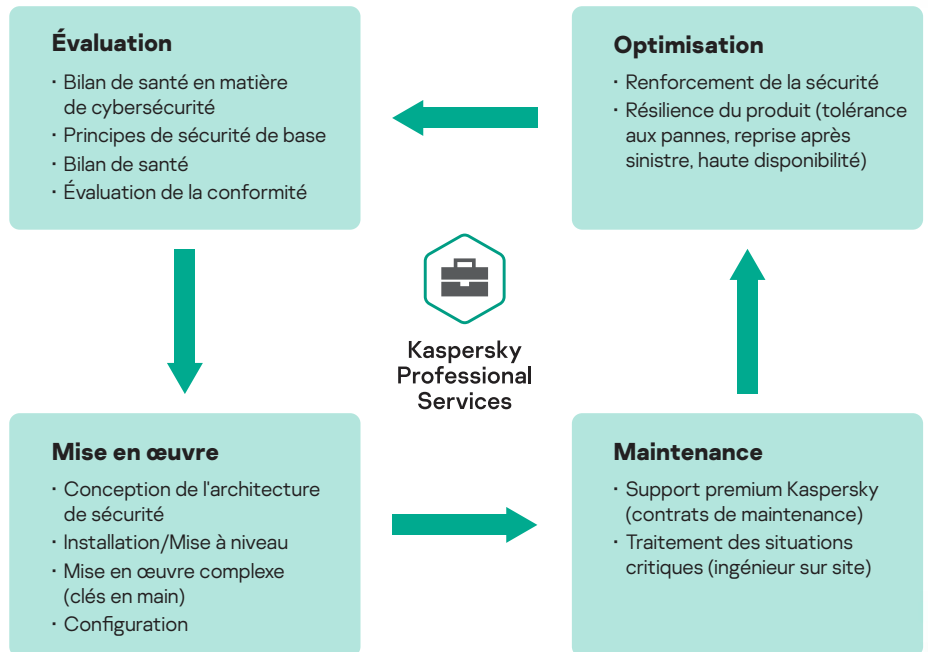 Évaluation
· Bilan de santé en matière
de cybersécurité
· Principes de sécurité de base
· Bilan de santé
· Évaluation de la conformité
Optimisation
· Renforcement de la sécurité
· Résilience du produit (tolérance
aux pannes, reprise après
sinistre, haute disponibilité)
Kaspersky
Professional
Services
Mise en œuvre
· Conception de l'architecture
de sécurité
· Installation/Mise à niveau
· Mise en œuvre complexe
(clés en main)
· Configuration
Maintenance
· Support premium Kaspersky
(contrats de maintenance)
· Traitement des situations
critiques (ingénieur sur site)